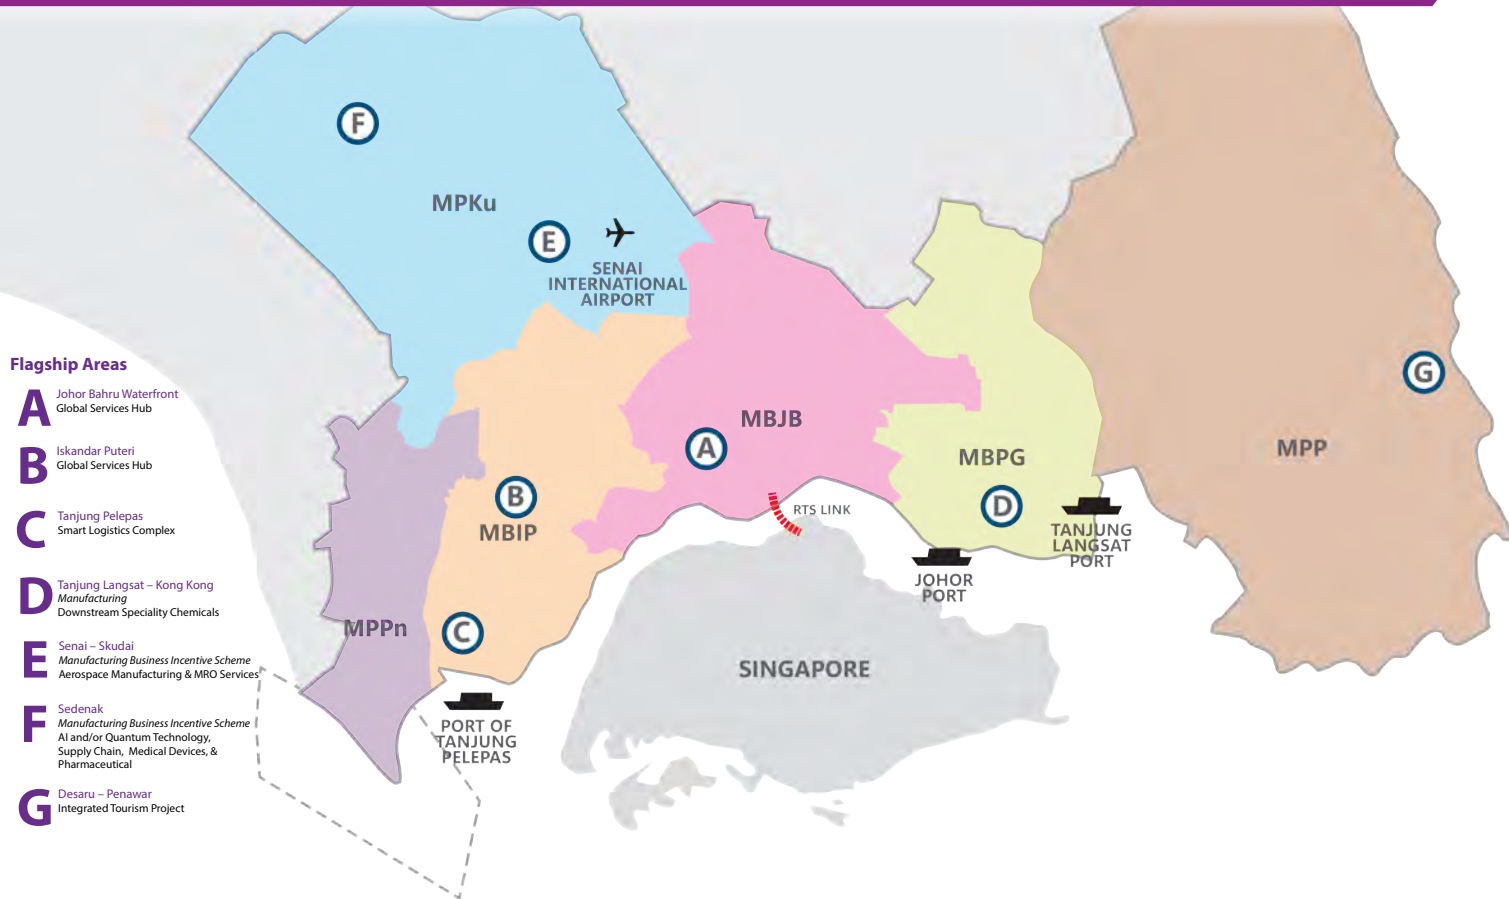 F
MPKu
E
SENAI
INTERNATIONAL
AIRPORT
Flagship Areas
A
Johor Bahru Waterfront
Global Services Hub
B
Iskandar Puteri
Global Services Hub
C
Tanjung Pelepas
Smart Logistics Complex
D
Tanjung Langsat – Kong Kong
Manufacturing
Downstream Speciality Chemicals
E
Senai – Skudai
Manufacturing Business Incentive Scheme
Aerospace Manufacturing & MRO Services
F
Sedenak
Manufacturing Business Incentive Scheme
AI and/or Quantum Technology,
Supply Chain, Medical Devices, &
Pharmaceutical
G
Desaru – Penawar
Integrated Tourism Project
MPPn
B
MBIP
C
PORT OF
TANJUNG
PELEPAS
MBJB
A
RTS LINK
SINGAPORE
MBPG
D
JOHOR
PORT
TANJUNG
LANGSAT
PORT
G
MPP